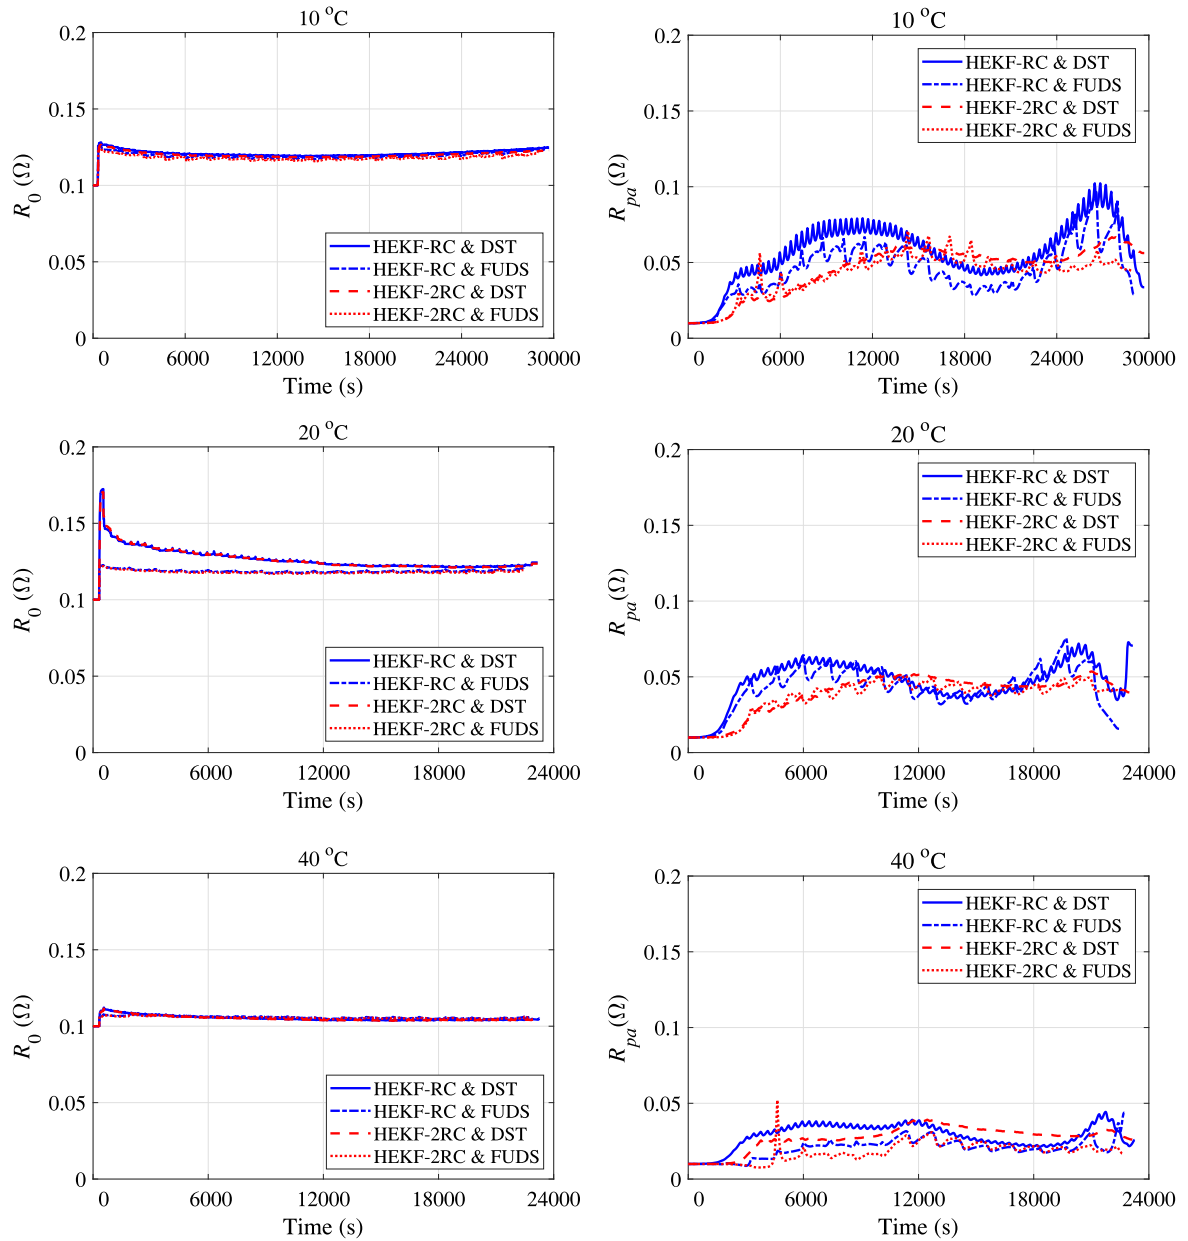 10 °C
0.2
0.15
0.1
0.05
0
R0 (Ω)
HEKF-RC & DST
HEKF-RC & FUDS
HEKF-2RC & DST
HEKF-2RC & FUDS
0 6000 12000 18000 24000 30000
Time (s)
10 °C
0.2
0.15
0.1
0.05
0
Rpa(Ω)
HEKF-RC & DST
HEKF-RC & FUDS
HEKF-2RC & DST
HEKF-2RC & FUDS
0 6000 12000 18000 24000 30000
Time (s)
20 °C
0.2
0.15
0.1
0.05
0
R0 (Ω)
HEKF-RC & DST
HEKF-RC & FUDS
HEKF-2RC & DST
HEKF-2RC & FUDS
0 6000 12000 18000 24000
Time (s)
20 °C
0.2
0.15
0.1
0.05
0
Rpa(Ω)
HEKF-RC & DST
HEKF-RC & FUDS
HEKF-2RC & DST
HEKF-2RC & FUDS
0 6000 12000 18000 24000
Time (s)
40 °C
0.2
0.15
0.1
0.05
0
R0 (Ω)
HEKF-RC & DST
HEKF-RC & FUDS
HEKF-2RC & DST
HEKF-2RC & FUDS
0 6000 12000 18000 24000
Time (s)
40 °C
0.2
0.15
0.1
0.05
0
Rpa(Ω)
HEKF-RC & DST
HEKF-RC & FUDS
HEKF-2RC & DST
HEKF-2RC & FUDS
0 6000 12000 18000 24000
Time (s)